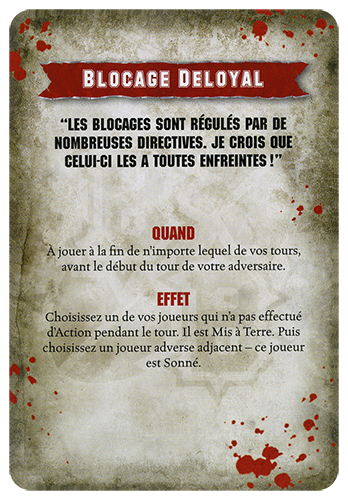 BLOCAGE DELOYAL
“LES BLOCAGES SONT RÉGULÉS PAR DE
NOMBREUSES DIRECTIVES. JE CROIS QUE
CELUI-CI LES A TOUTES ENFREINTES !”
QUAND
À jouer à la fin de n'importe lequel de vos tours,
avant le début du tour de votre adversaire.
EFFET
Choisissez un de vos joueurs qui n'a pas effectué
d'Action pendant le tour. Il est Mis à Terre. Puis
choisissez un joueur adverse adjacent – ce joueur
est Sonné.